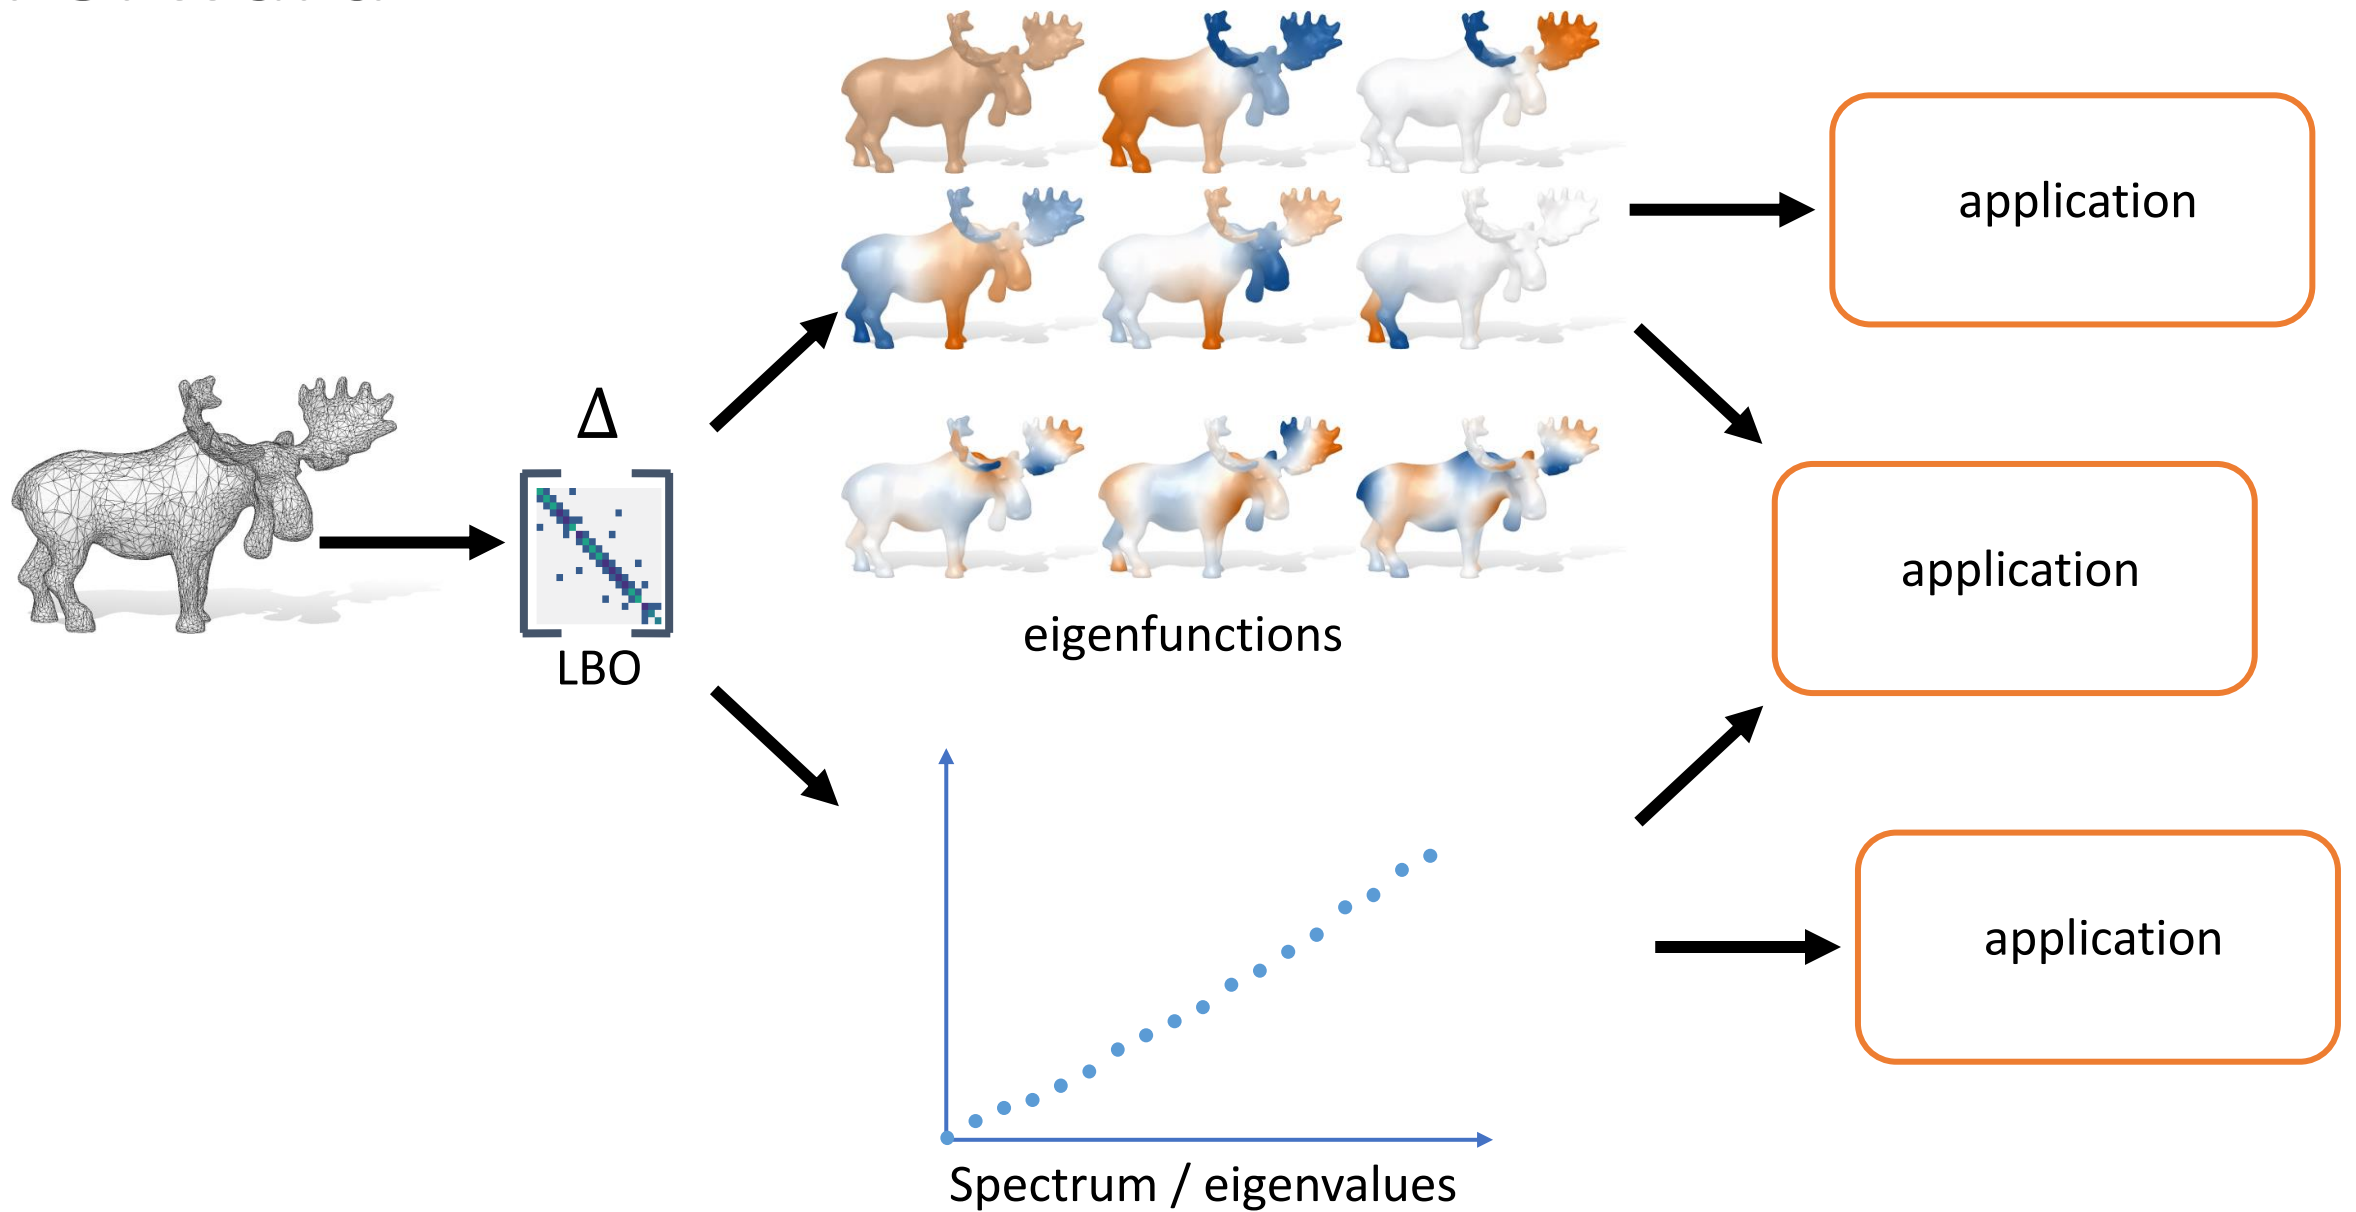 application
Δ
application
eigenfunctions
LBO
application
Spectrum / eigenvalues